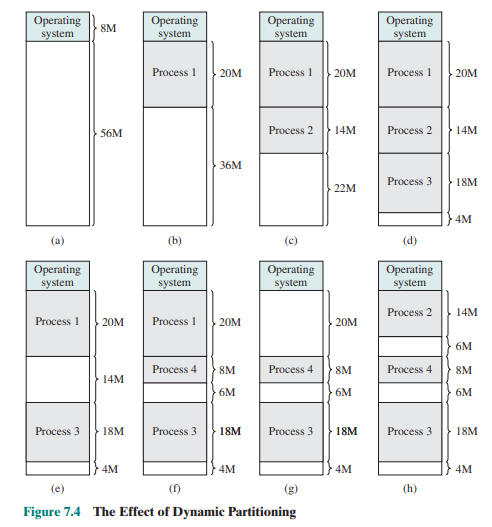 Operating
system
8M
56M
(a)
Operating
system
Process 1
20M
36M
(b)
Operating
system
Process 1
20M
Process 2
14M
22M
(c)
Operating
system
Process 1
20M
Process 2
14M
Process 3
18M
4M
(d)
Operating
system
Process 1
20M
14M
Process 3
18M
4M
(e)
Operating
system
Process 1
20M
Process 4
8M
6M
Process 3
18M
4M
(f)
Operating
system
20M
Process 4
8M
6M
Process 3
18M
4M
(g)
Operating
system
Process 2
14M
6M
Process 4
8M
6M
Process 3
18M
4M
(h)
Figure 7.4 The Effect of Dynamic Partitioning